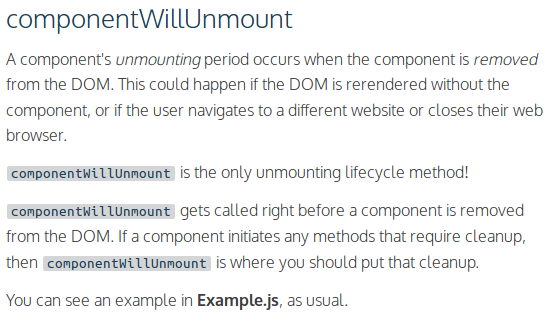 componentWillUnmount
A component's unmounting period occurs when the component is removed
from the DOM. This could happen if the DOM is rerendered without the
component, or if the user navigates to a different website or closes their web
browser.
componentWillUnmount is the only unmounting lifecycle method!
componentWillUnmount gets called right before a component is removed
from the DOM. If a component initiates any methods that require cleanup,
then componentWillUnmount is where you should put that cleanup.
You can see an example in Example.js, as usual.